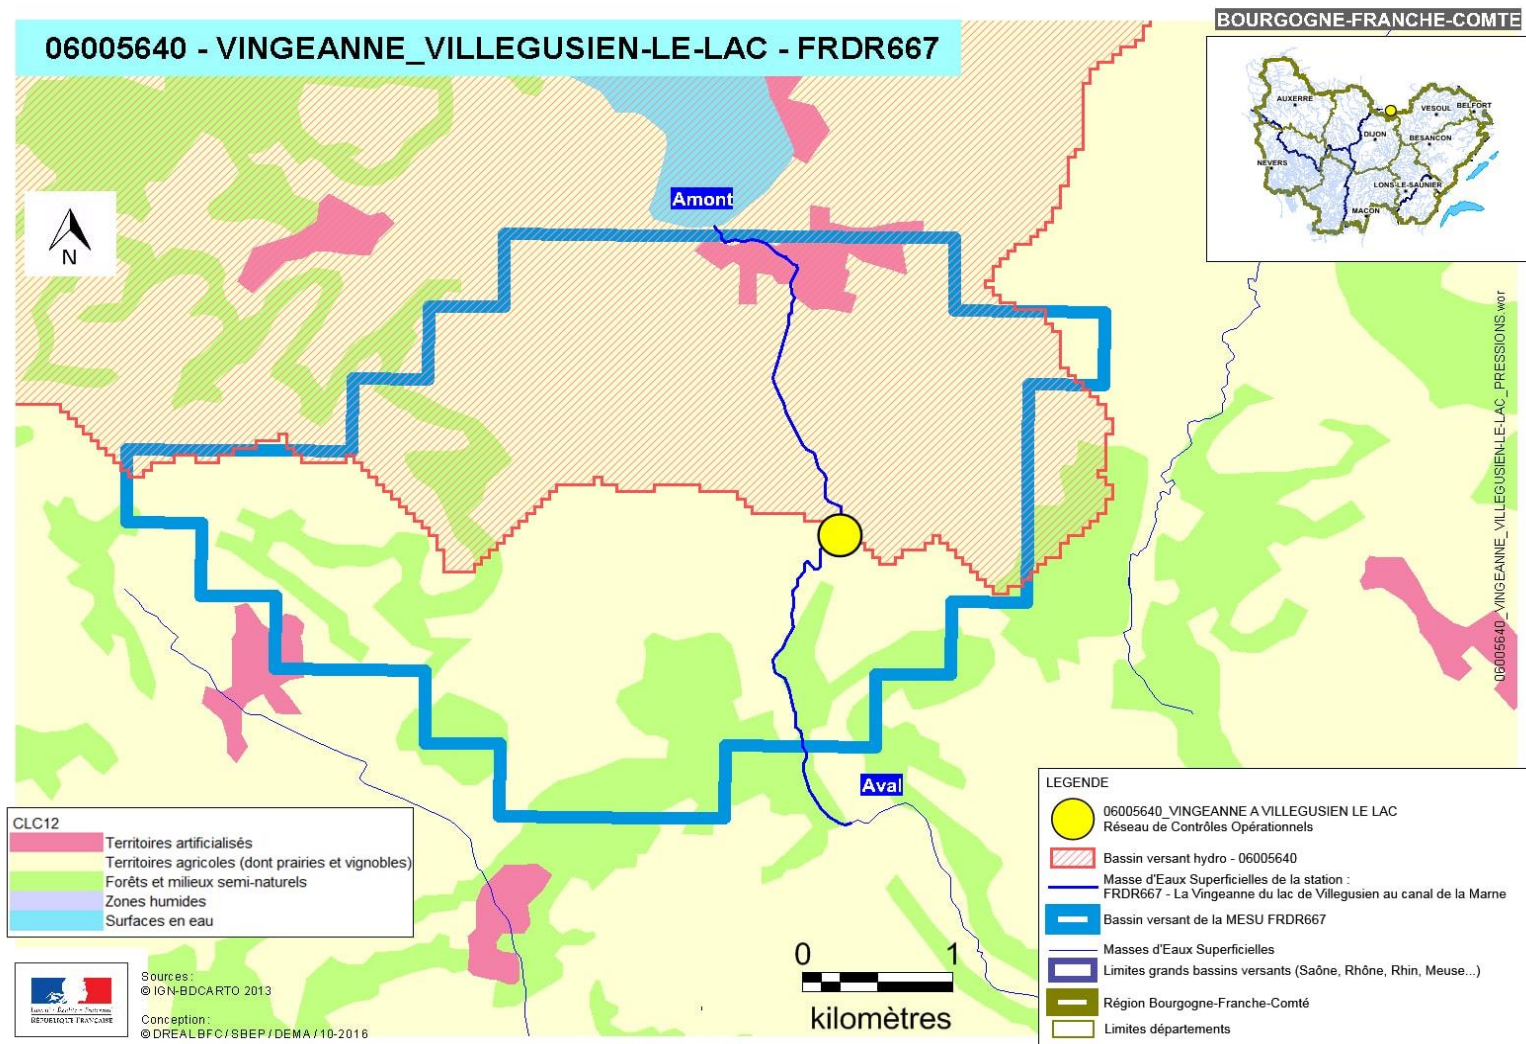 BOURGOGNE-FRANCHE-COMTE
06005640 - VINGEANNE_VILLEGUSIEN-LE-LAC - FRDR667
AUXERRE
VESOUL
BELFORT
DIJON
BESANCON
NEVERS
LONS-LE-SAUNIER
MACON
Amont
N
06005640_VINGEANNE_VILLEGUSIEN-LE-LAC_PRESSIONS.wor
Aval
CLC12
Territoires artificialisés
Territoires agricoles (dont prairies et vignobles)
Forêts et milieux semi-naturels
Zones humides
Surfaces en eau
LEGENDE
06005640_VINGEANNE A VILLEGUSIEN LE LAC
Réseau de Contrôles Opérationnels
Bassin versant hydro - 06005640
Masse d'Eaux Superficielles de la station :
FRDR667 - La Vingeanne du lac de Villegusien au canal de la Marne
Bassin versant de la MESU FRDR667
Masses d'Eaux Superficielles
Limites grands bassins versants (Saône, Rhône, Rhin, Meuse...)
Région Bourgogne-Franche-Comté
Limites départements
0 1
kilomètres
RÉPUBLIQUE FRANÇAISE
Sources :
© IGN-BDCARTO 2013
Conception :
© DREAL BFC / SBEP / DEMA / 10-2016